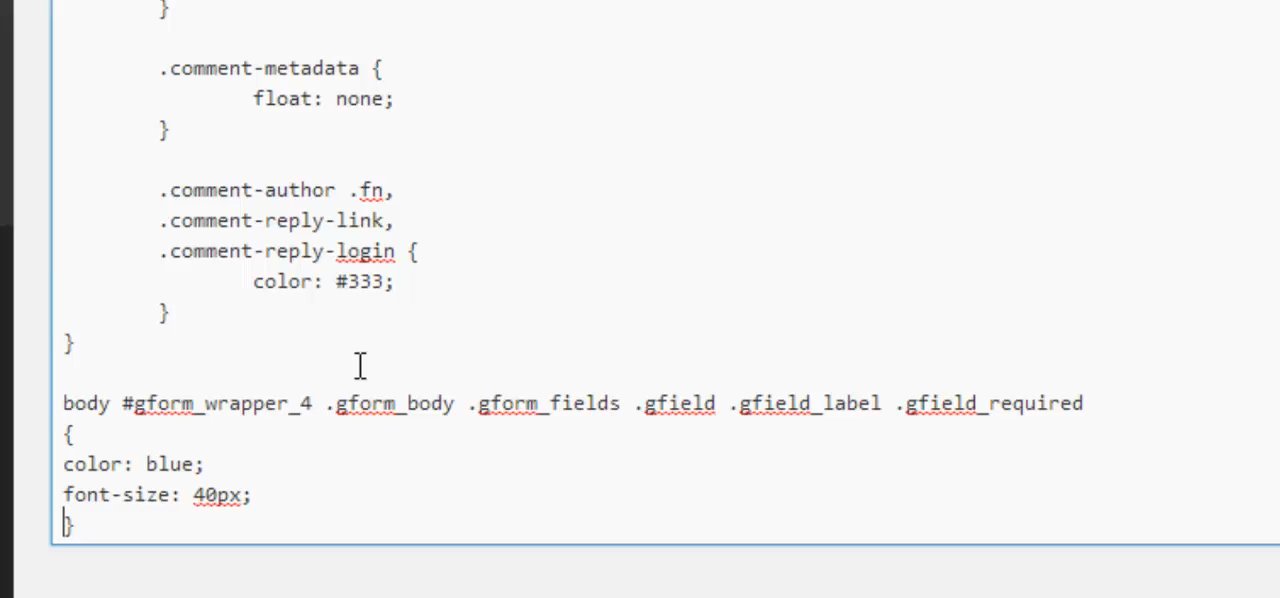 }
.comment-metadata {
float: none;
}
.comment-author .fn,
.comment-reply-link,
.comment-reply-login {
color: #333;
}
}
body #gform_wrapper_4 .gform_body .gform_fields .gfield .gfield_label .gfield_required
{
color: blue;
font-size: 40px;
}